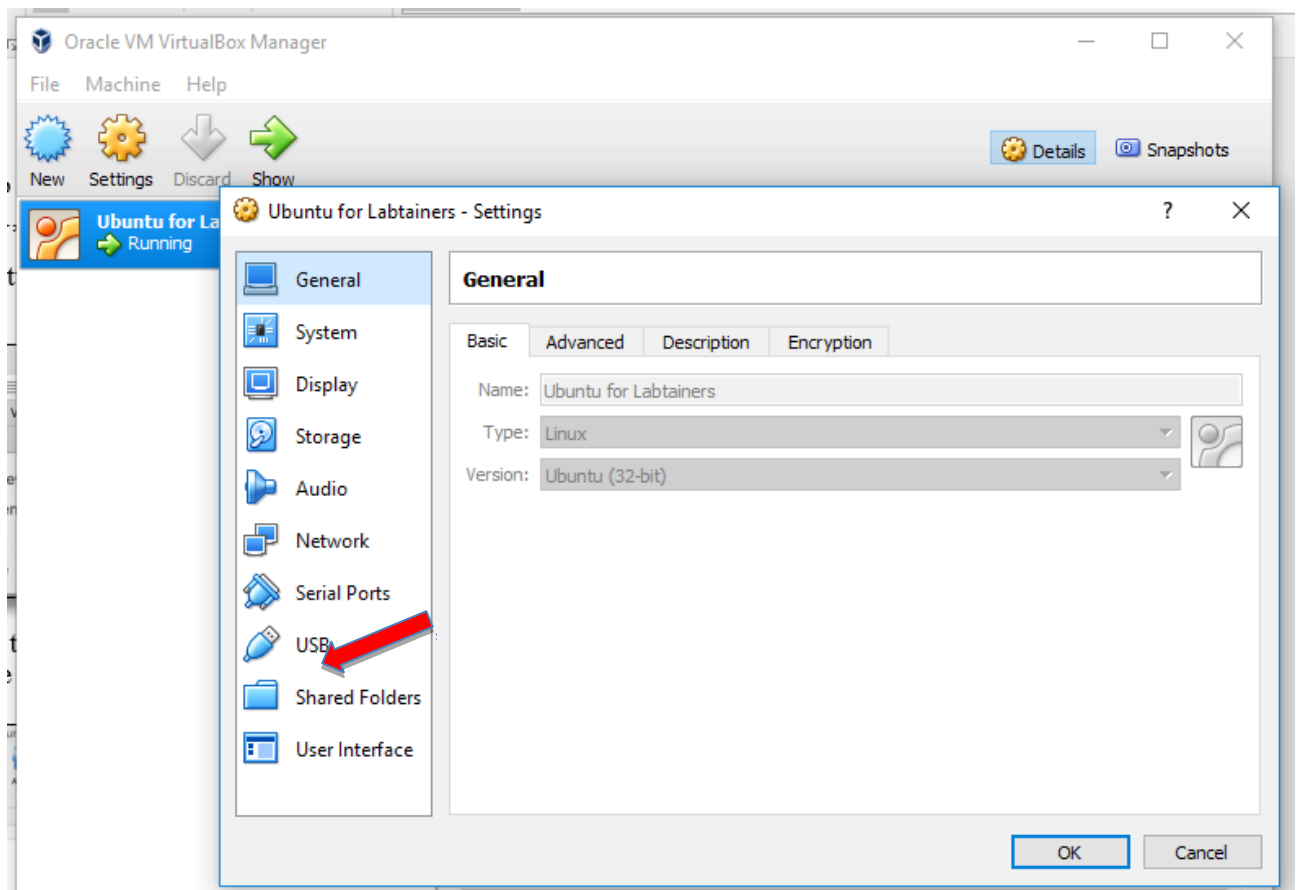 Oracle VM VirtualBox Manager
File Machine Help
New Settings Discard Show
Details Snapshots
Ubuntu for La
Running
Ubuntu for Labtainers - Settings
?
General
System
Display
Storage
Audio
Network
Serial Ports
USB
Shared Folders
User Interface
General
Basic Advanced Description Encryption
Name: Ubuntu for Labtainers
Type: Linux
Version: Ubuntu (32-bit)
OK Cancel